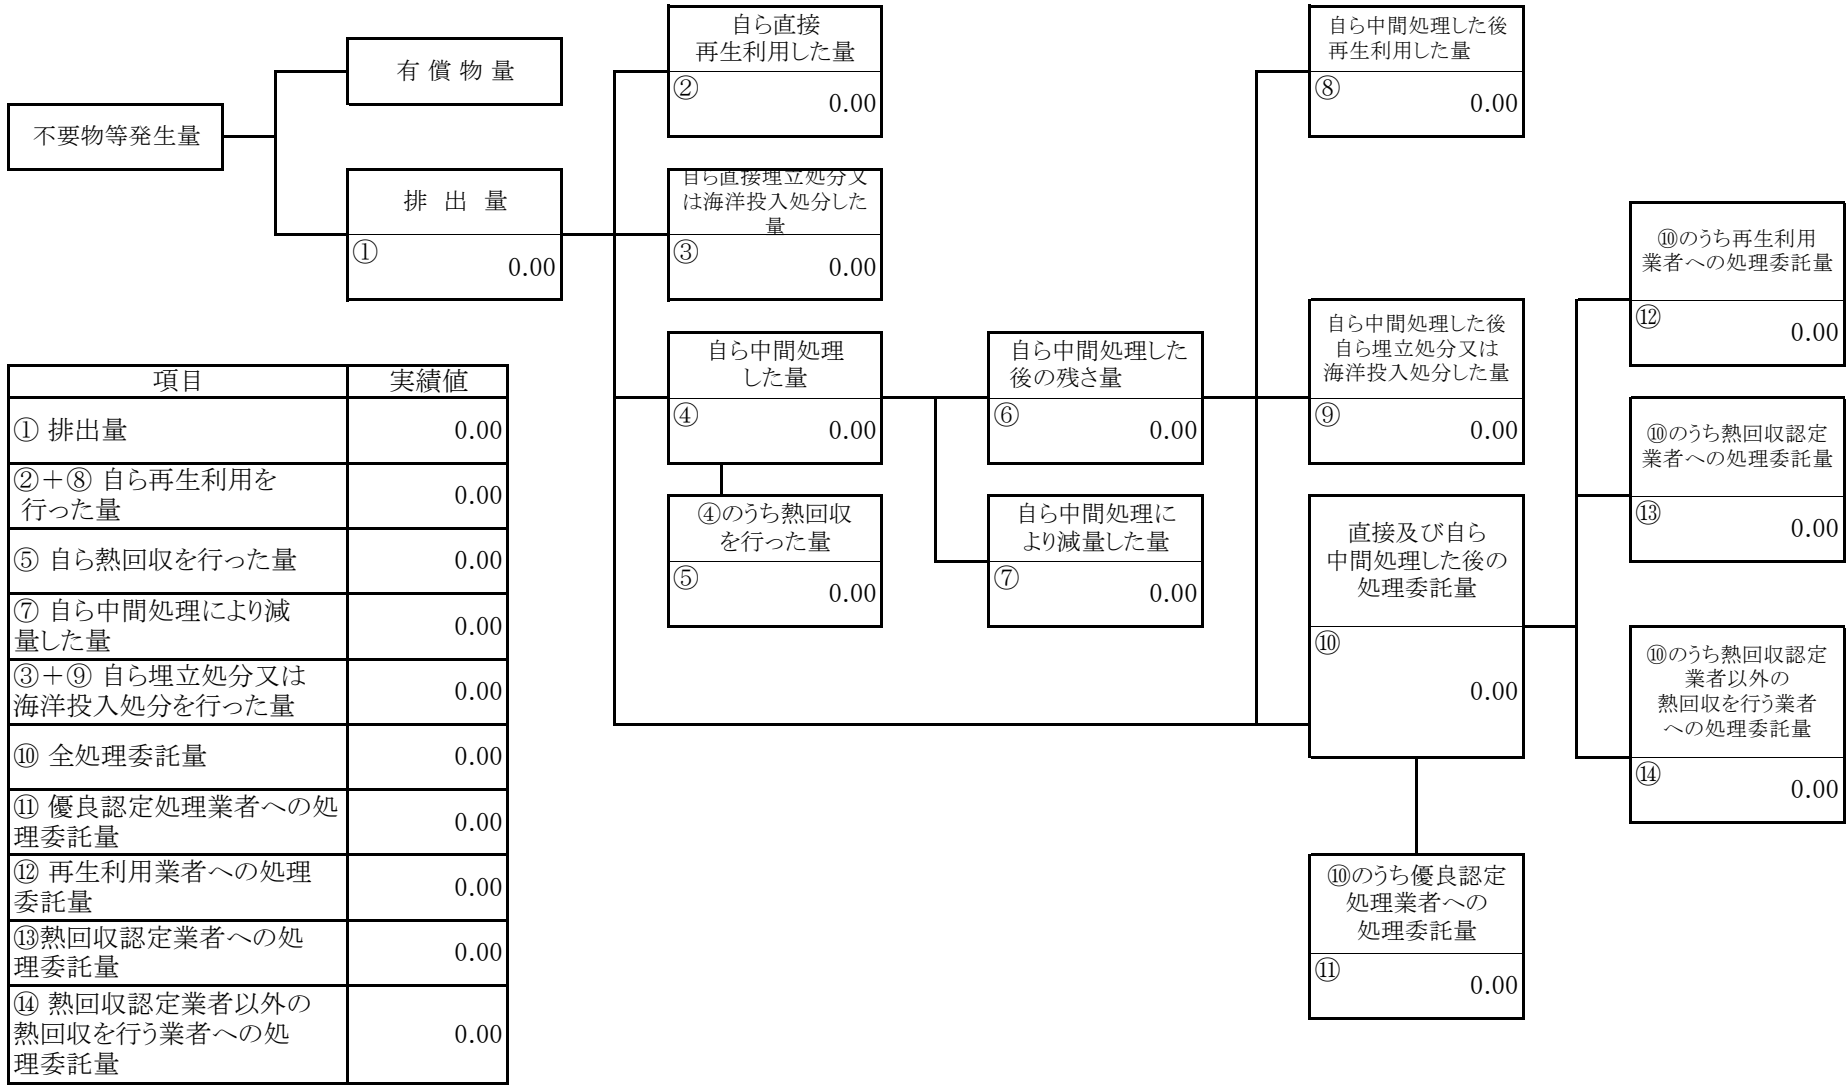 不要物等発生量
有償物量
排出量
①
0.00
自ら直接
再生利用した量
②
0.00
自ら直接埋立処分又
は海洋投入処分した
量
③
0.00
自ら中間処理
した量
④
0.00
④のうち熱回収
を行った量
⑤
0.00
自ら中間処理した
後の残さ量
⑥
0.00
自ら中間処理に
より減量した量
⑦
0.00
自ら中間処理した後
再生利用した量
⑧
0.00
自ら中間処理した後
自ら埋立処分又は
海洋投入処分した量
⑨
0.00
直接及び自ら
中間処理した後の
処理委託量
⑩
0.00
⑩のうち優良認定
処理業者への
処理委託量
⑪
0.00
⑩のうち再生利用
業者への処理委託量
⑫
0.00
⑩のうち熱回収認定
業者への処理委託量
⑬
0.00
⑩のうち熱回収認定
業者以外の
熱回収を行う業者
への処理委託量
⑭
0.00
項目 実績値
① 排出量 0.00
②+⑧ 自ら再生利用を
行った量 0.00
⑤ 自ら熱回収を行った量 0.00
⑦ 自ら中間処理により減
量した量 0.00
③+⑨ 自ら埋立処分又は
海洋投入処分を行った量 0.00
⑩ 全処理委託量 0.00
⑪ 優良認定処理業者への処
理委託量 0.00
⑫ 再生利用業者への処理
委託量 0.00
⑬熱回収認定業者への処
理委託量 0.00
⑭ 熱回収認定業者以外の
熱回収を行う業者への処
理委託量 0.00